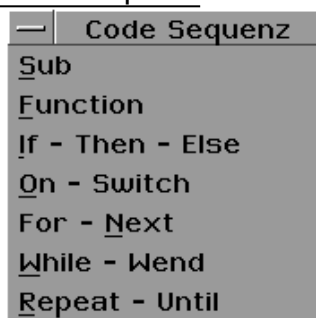 Code Sequenz
Sub
Function
If - Then - Else
On - Switch
For - Next
While - Wend
Repeat - Until